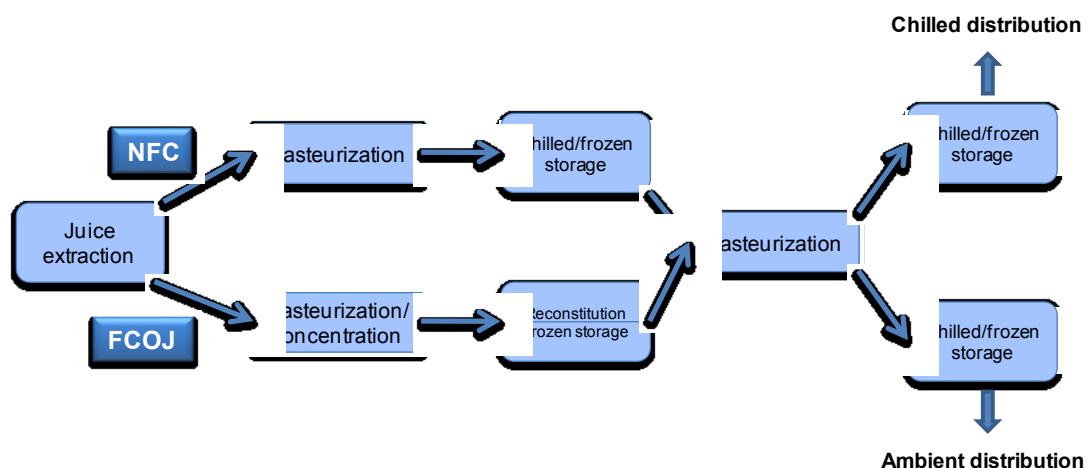 Chilled distribution
NFC
asteurization
hilled/frozen
storage
hilled/frozen
storage
Juice
extraction
asteurization
asteurization/
oncentration
Reconstitution
rozen storage
FCOJ
hilled/frozen
storage
Ambient distribution